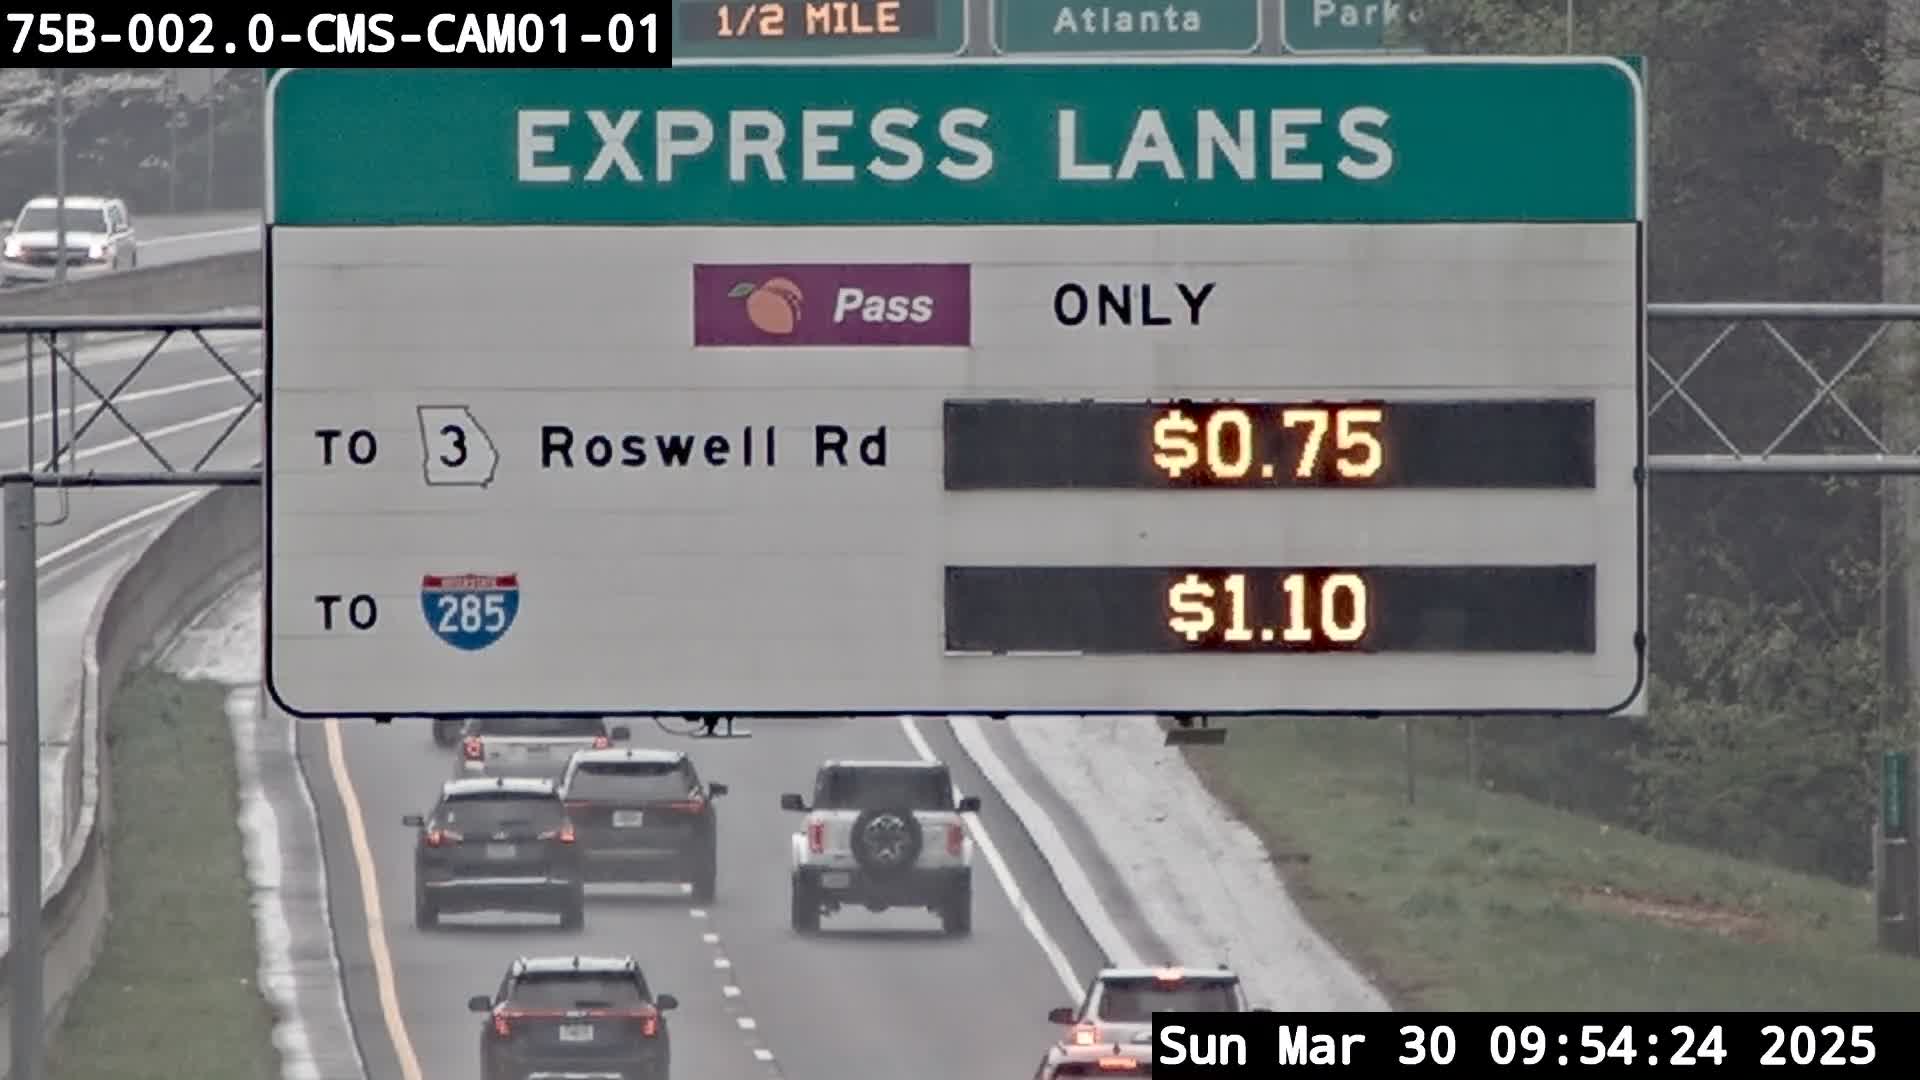 75B-002.0-CMS-CAM01-01
1/2 MILE
Atlanta
EXPRESS LANES
Pass ONLY
TO 3 Roswell Rd $0.75
INTERSTATE
TO 285 $1.10
Sun Mar 30 09:54:24 2025